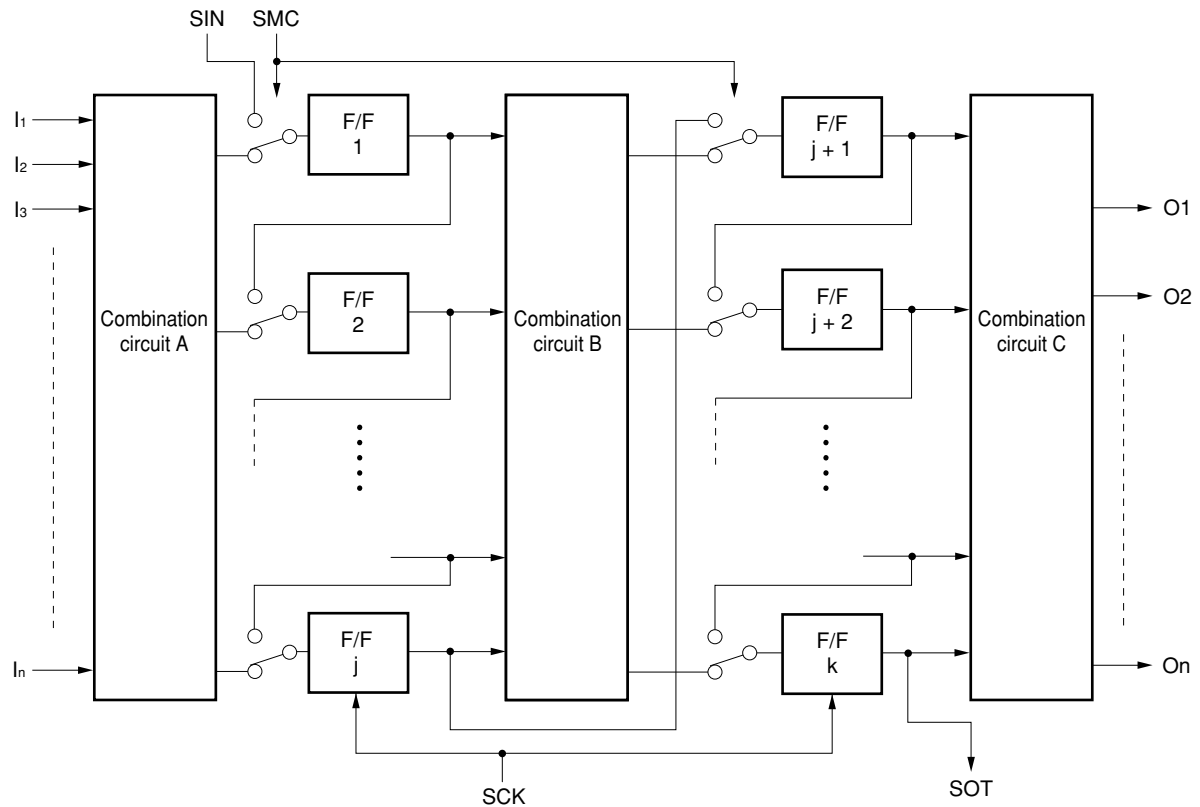 SIN
SMC
I1
I2
I3
In
Combination
circuit A
F/F
1
F/F
2
F/F
j
Combination
circuit B
F/F
j + 1
F/F
j + 2
F/F
k
Combination
circuit C
O1
O2
On
SCK
SOT